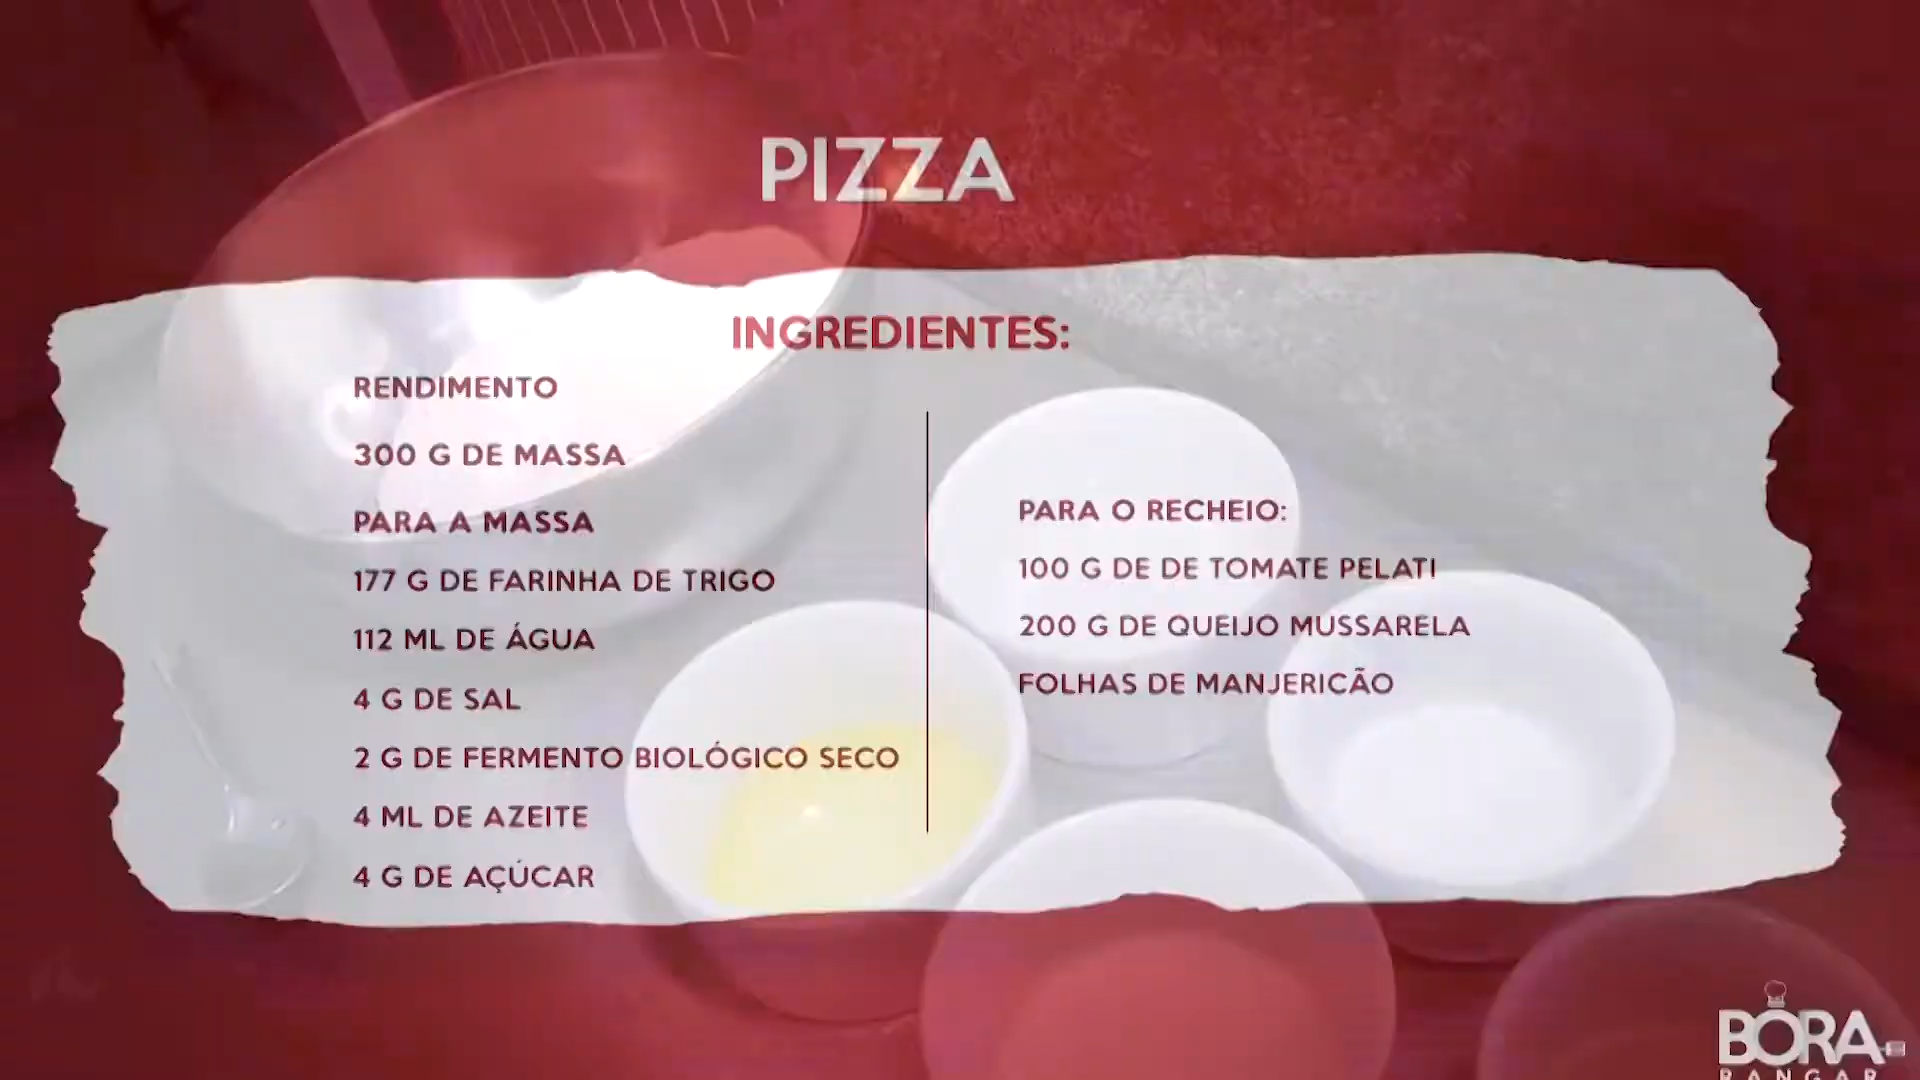 PIZZA
INGREDIENTES:
RENDIMENTO
300 G DE MASSA
PARA A MASSA
177 G DE FARINHA DE TRIGO
112 ML DE ÁGUA
4 G DE SAL
2 G DE FERMENTO BIOLÓGICO SECO
4 ML DE AZEITE
4 G DE AÇÚCAR
PARA O RECHEIO:
100 G DE DE TOMATE PELATI
200 G DE QUEIJO MUSSARELA
FOLHAS DE MANJERICÃO
BORA
RANGAR